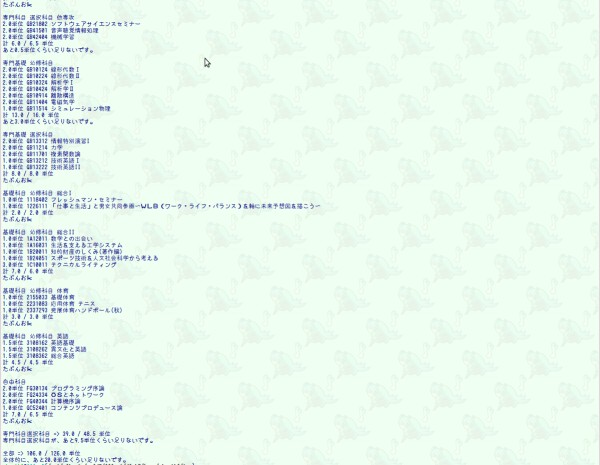 たぶんおk
専門科目 選択科目 他専攻
2.0単位 GB21802 ソフトウェアサイエンスセミナー
2.0単位 GB41501 音声聴覚情報処理
2.0単位 GB42404 機械学習
計 6.0 / 6.5 単位
あと0.5単位くらい足りないです。
専門基礎 必修科目
2.0単位 GB10124 線形代数Ⅰ
2.0単位 GB10224 線形代数Ⅱ
2.0単位 GB10324 解析学Ⅰ
2.0単位 GB10424 解析学Ⅱ
2.0単位 GB10914 離散構造
2.0単位 GB11404 電磁気学
1.0単位 GB11514 シミュレーション物理
計 13.0 / 16.0 単位
あと3.0単位くらい足りないです。
専門基礎 選択科目
2.0単位 GB13312 情報特別演習I
2.0単位 GB11214 力学
2.0単位 GB11701 複素関数論
1.0単位 GB13212 技術英語I
1.0単位 GB13222 技術英語II
計 8.0 / 8.0 単位
たぶんおk
基礎科目 必修科目 総合I
1.0単位 1118402 フレッシュマン・セミナー
1.0単位 1226111 「仕事と生活」と男女共同参画−WLB(ワーク・ライフ・バランス)を軸に未来予想図を描こう−
計 2.0 / 2.0 単位
たぶんおk
基礎科目 必修科目 総合II
1.0単位 1A12011 数学との出会い
1.0単位 1A16031 生活を支える工学システム
1.0単位 1B20011 知的財産のしくみ(著作編)
1.0単位 1B24051 スポーツ技術を人文社会科学から考える
3.0単位 1C10011 テクニカルライティング
計 7.0 / 6.0 単位
たぶんおk
基礎科目 必修科目 体育
1.0単位 2155033 基礎体育
1.0単位 2231083 応用体育 テニス
1.0単位 2337293 発展体育ハンドボール(秋)
計 3.0 / 3.0 単位
たぶんおk
基礎科目 必修科目 英語
1.5単位 3108162 英語基礎
1.5単位 3108262 異文化と英語
1.5単位 3108362 総合英語
計 4.5 / 4.5 単位
たぶんおk
自由科目
2.0単位 FG30134 プログラミング序論
2.0単位 FG24334 OSとネットワーク
2.0単位 FG40344 計算機序論
1.0単位 GC52401 コンテンツプロデュース論
計 7.0 / 6.5 単位
たぶんおk
専門科目選択科目 => 39.0 / 48.5 単位
専門科目選択科目が、あと9.5単位くらい足りないです。
全部 => 106.0 / 126.0 単位
全体的に、あと20.0単位くらい足りないです。